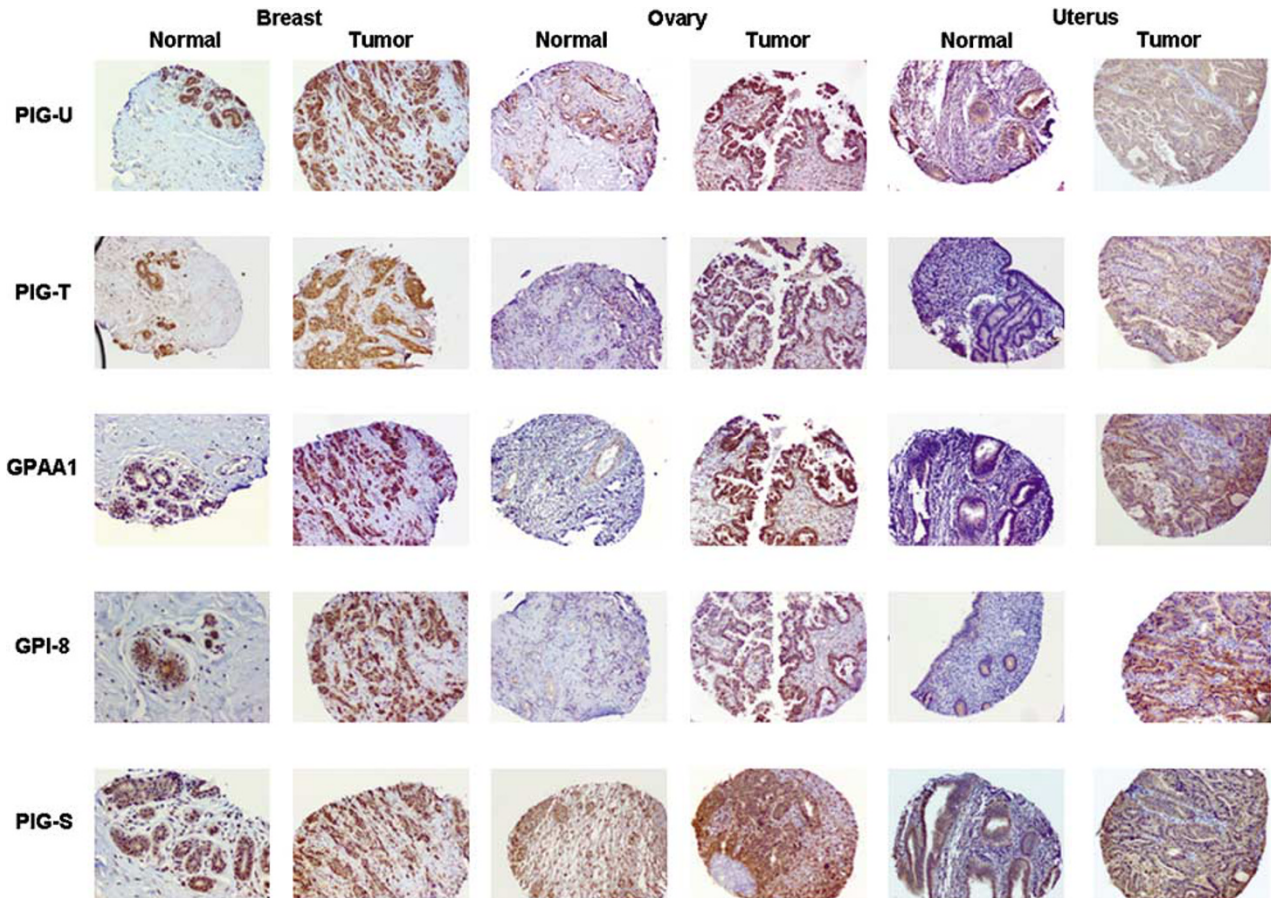 Breast Ovary Uterus
Normal Tumor Normal Tumor Normal Tumor
PIG-U
PIG-T
GPAA1
GPI-8
PIG-S